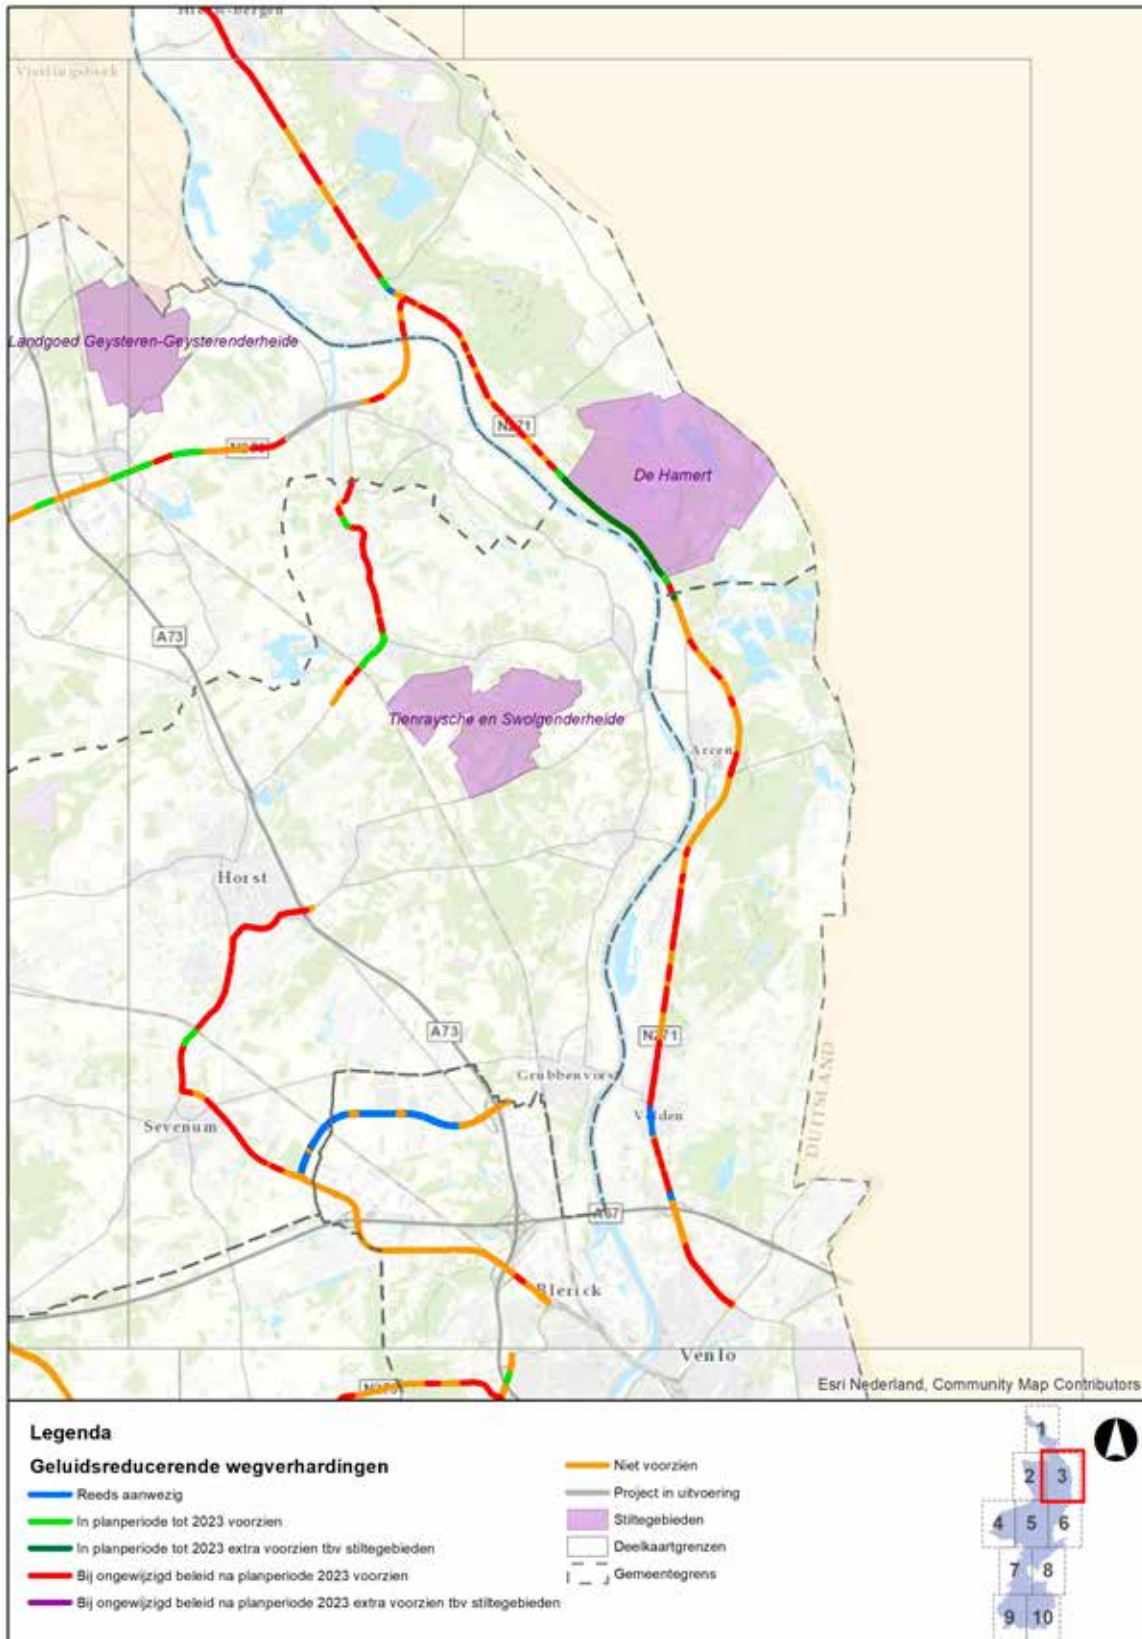 Landgoed Geysteren-Geysterenderheide
N271
De Hamert
A73
Tienraysche en Swolgenderheide
Arcen
Horst
A73
N271
Grubbenvorst
DUITSLAND
Velden
Sevenum
A67
Blerick
Venlo
Esri Nederland, Community Map Contributors
Legenda
Geluidsreducerende wegverhardingen
Reeds aanwezig
In planperiode tot 2023 voorzien
In planperiode tot 2023 extra voorzien tbv stiltegebieden
Bij ongewijzigd beleid na planperiode 2023 voorzien
Bij ongewijzigd beleid na planperiode 2023 extra voorzien tbv stiltegebieden
Niet voorzien
Project in uitvoering
Stiltegebieden
Deelkaartgrenzen
Gemeentegrens
1
2 3
4 5 6
7 8
9 10